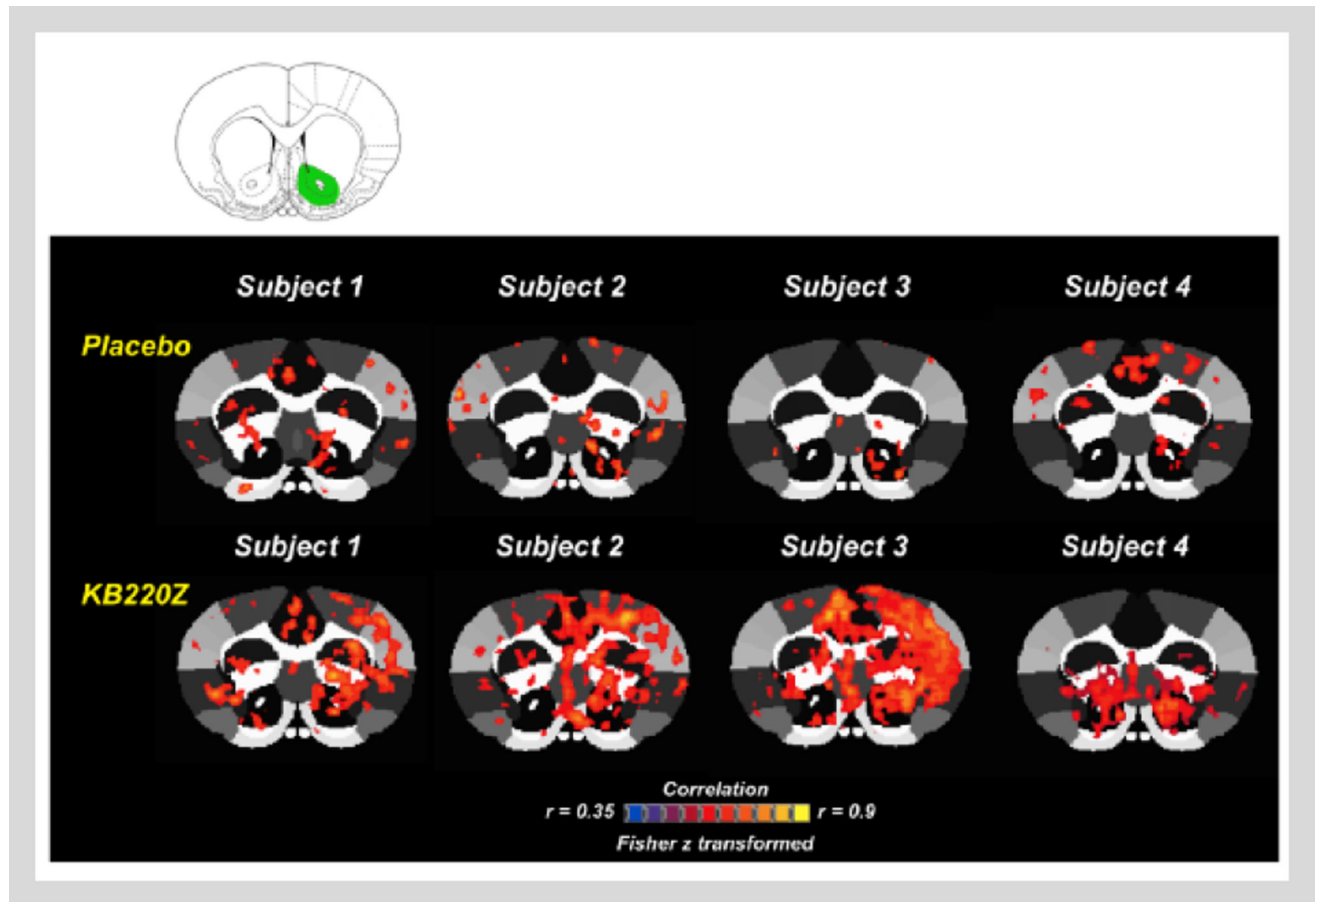 Subject 1 Subject 2 Subject 3 Subject 4
Placebo
Subject 1 Subject 2 Subject 3 Subject 4
KB220Z
Correlation
r = 0.35 r = 0.9
Fisher z transformed